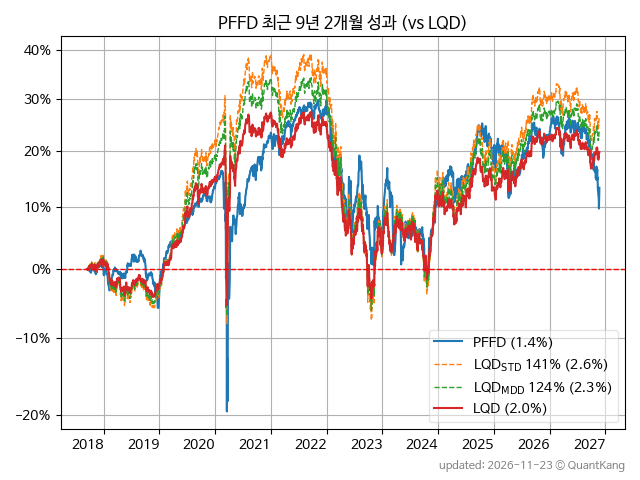 PFFD 최근 9년 2개월 성과 (vs LQD)
40%
30%
20%
10%
0%
−10%
−20%
PFFD (1.4%)
LQD_STD 141% (2.6%)
LQD_MDD 124% (2.3%)
LQD (2.0%)
2018 2019 2020 2021 2022 2023 2024 2025 2026 2027
updated: 2026-11-23 © QuantKang